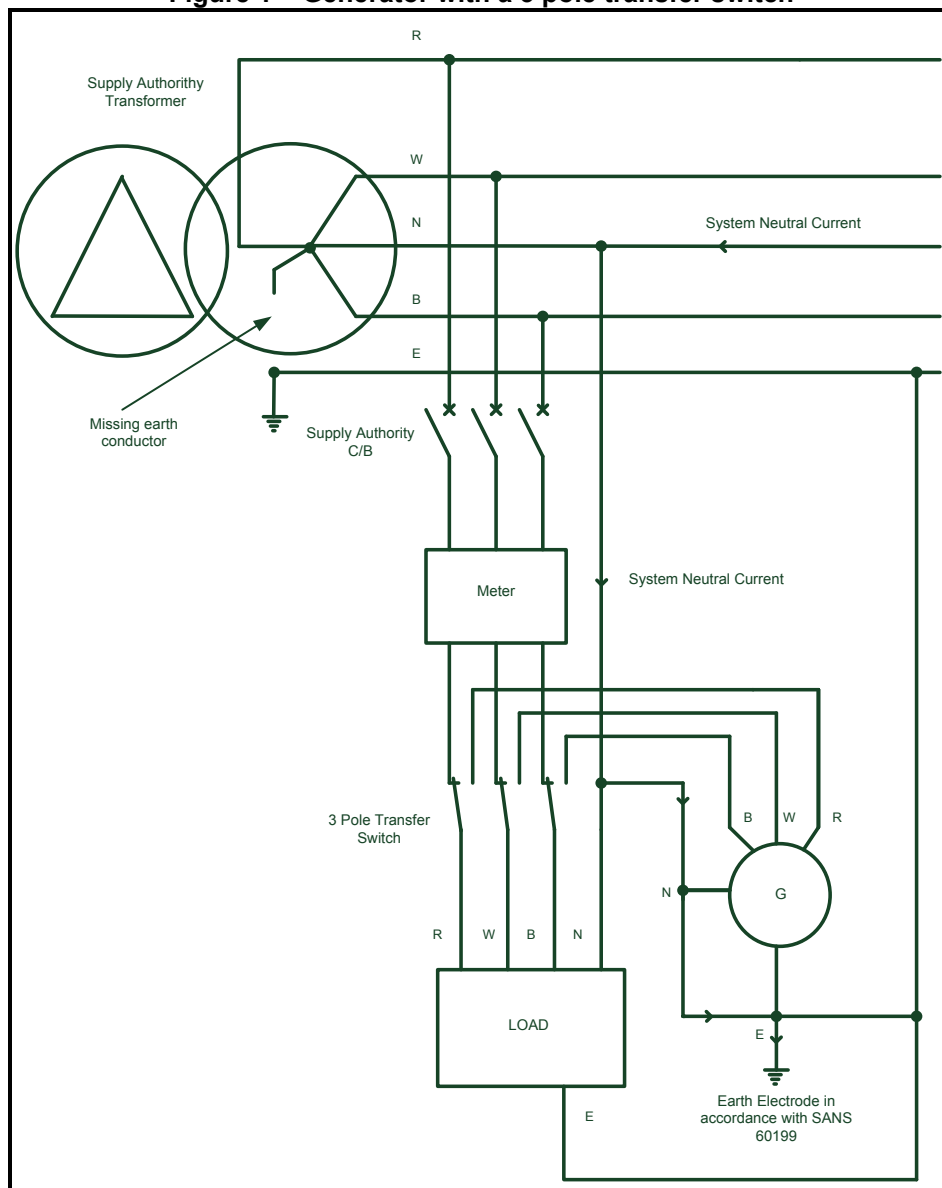 Figure 1 – Generator with a 3 pole transfer switch
R
Supply Authorithy
Transformer
W
N
System Neutral Current
B
E
Missing earth
conductor
Supply Authority
C/B
Meter
System Neutral Current
3 Pole Transfer
Switch
B
W
R
N
G
R
W
B
N
LOAD
E
E
Earth Electrode in
accordance with SANS
60199